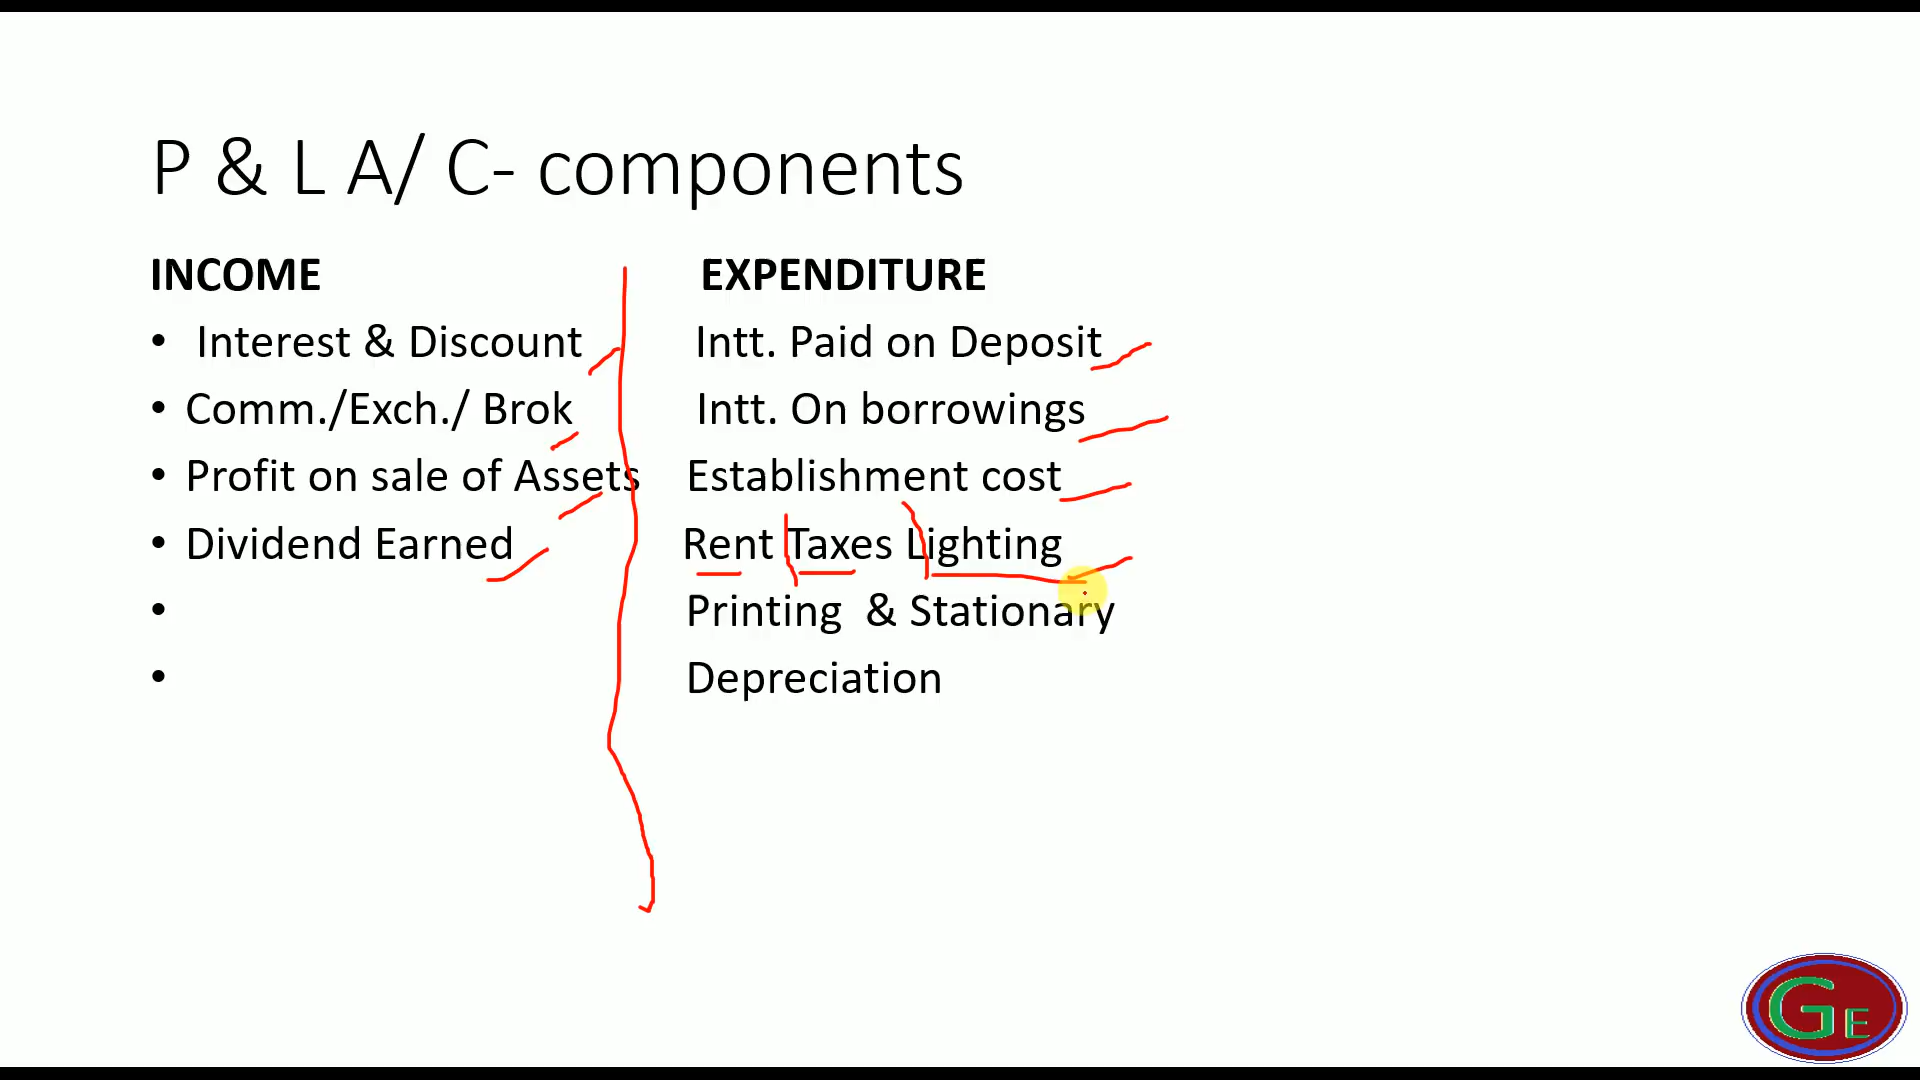 P & L A/ C- components
INCOME EXPENDITURE
• Interest & Discount Intt. Paid on Deposit
• Comm./Exch./ Brok Intt. On borrowings
• Profit on sale of Assets Establishment cost
• Dividend Earned Rent Taxes Lighting
• Printing & Stationary
• Depreciation
GE